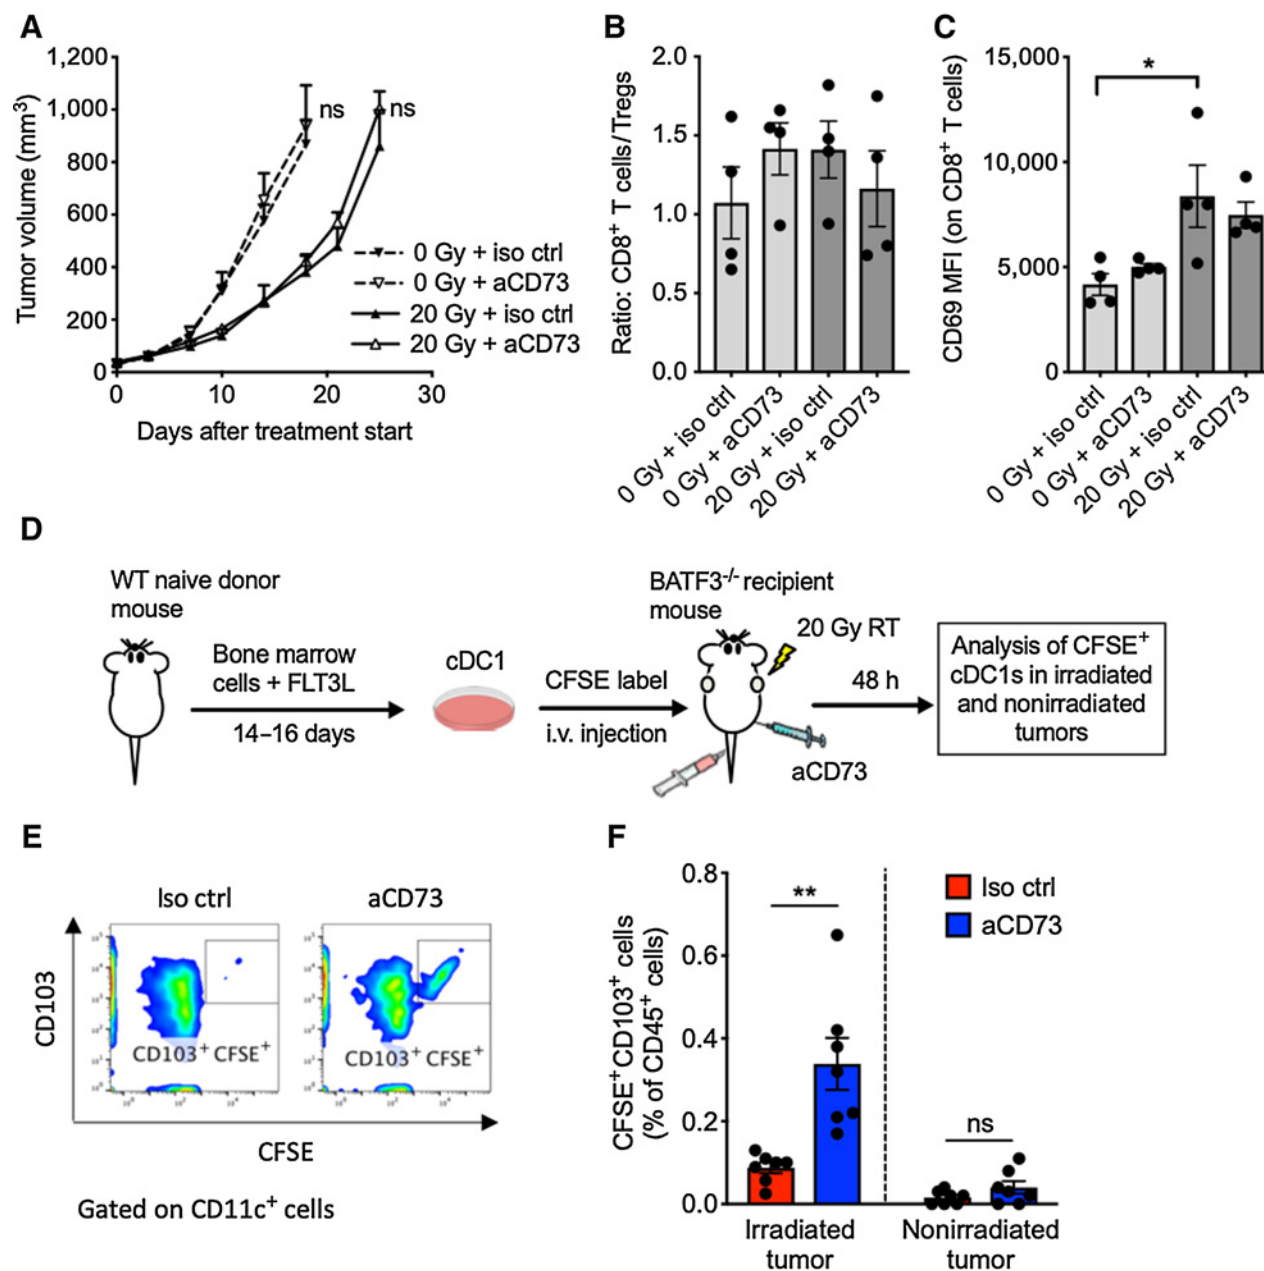 A
1,200
1,000
800
600
400
200
0
Tumor volume (mm³)
0
10
20
30
Days after treatment start
ns
ns
0 Gy + iso ctrl
0 Gy + aCD73
20 Gy + iso ctrl
20 Gy + aCD73
B
2.0
1.5
1.0
0.5
0.0
Ratio: CD8⁺ T cells/Tregs
0 Gy + iso ctrl
0 Gy + aCD73
20 Gy + iso ctrl
20 Gy + aCD73
C
15,000
10,000
5,000
0
CD69 MFI (on CD8⁺ T cells)
*
0 Gy + iso ctrl
0 Gy + aCD73
20 Gy + iso ctrl
20 Gy + aCD73
D
WT naive donor
mouse
Bone marrow
cells + FLT3L
14–16 days
cDC1
CFSE label
i.v. injection
BATF3⁻/⁻ recipient
mouse
20 Gy RT
aCD73
48 h
Analysis of CFSE⁺
cDC1s in irradiated
and nonirradiated
tumors
E
Iso ctrl
aCD73
CD103
CD103⁺ CFSE⁺
CD103⁺ CFSE⁺
CFSE
Gated on CD11c⁺ cells
F
0.8
0.6
0.4
0.2
0.0
CFSE⁺CD103⁺ cells
(% of CD45⁺ cells)
**
ns
Iso ctrl
aCD73
Irradiated
tumor
Nonirradiated
tumor